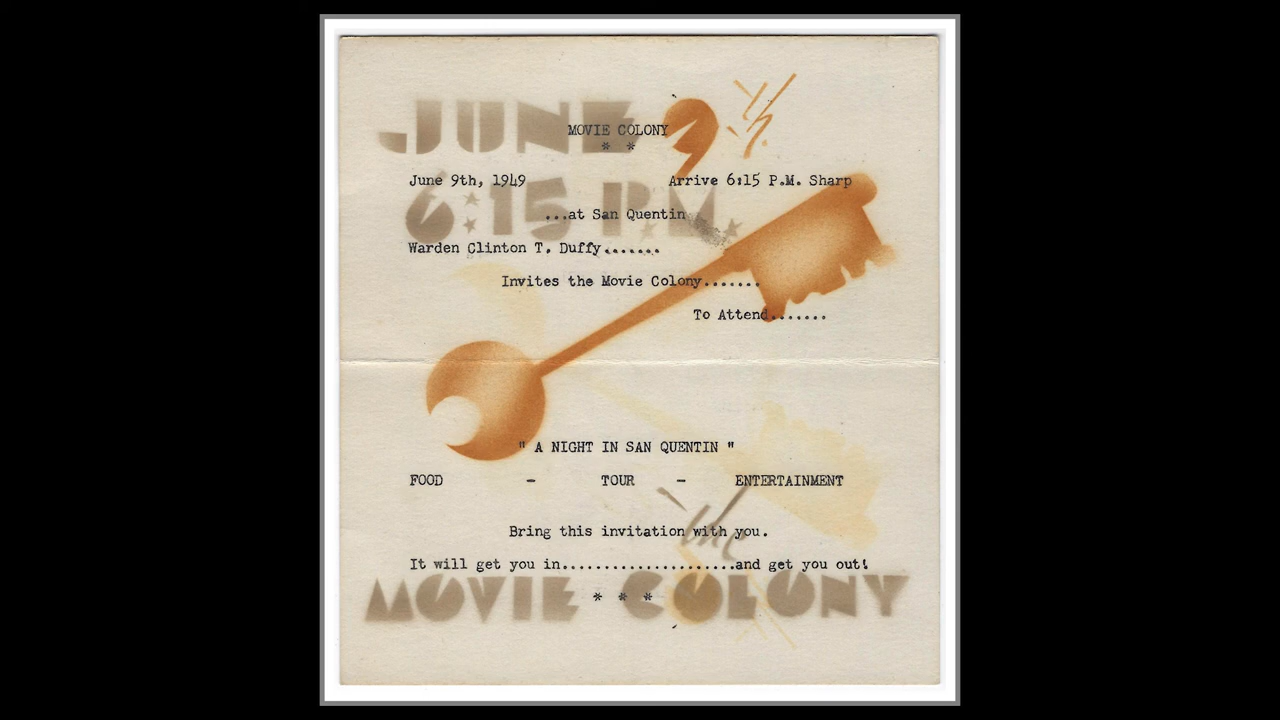 JUNE 9th
MOVIE COLONY
* *
June 9th, 1949 Arrive 6:15 P.M. Sharp
6:15 P.M.
...at San Quentin
Warden Clinton T. Duffy.......
Invites the Movie Colony.......
To Attend.......
" A NIGHT IN SAN QUENTIN "
FOOD - TOUR - ENTERTAINMENT
the
Bring this invitation with you.
It will get you in.....................and get you out!
MOVIE COLONY
* * *